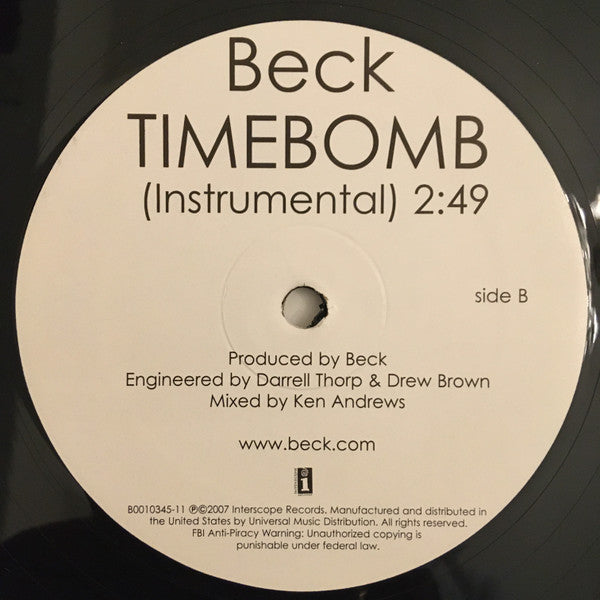 Beck
TIMEBOMB
(Instrumental) 2:49
side B
Produced by Beck
Engineered by Darrell Thorp & Drew Brown
Mixed by Ken Andrews
www.beck.com
i
B0010345-11 ℗©2007 Interscope Records. Manufactured and distributed in
the United States by Universal Music Distribution. All rights reserved.
FBI Anti-Piracy Warning: Unauthorized copying is
punishable under federal law.